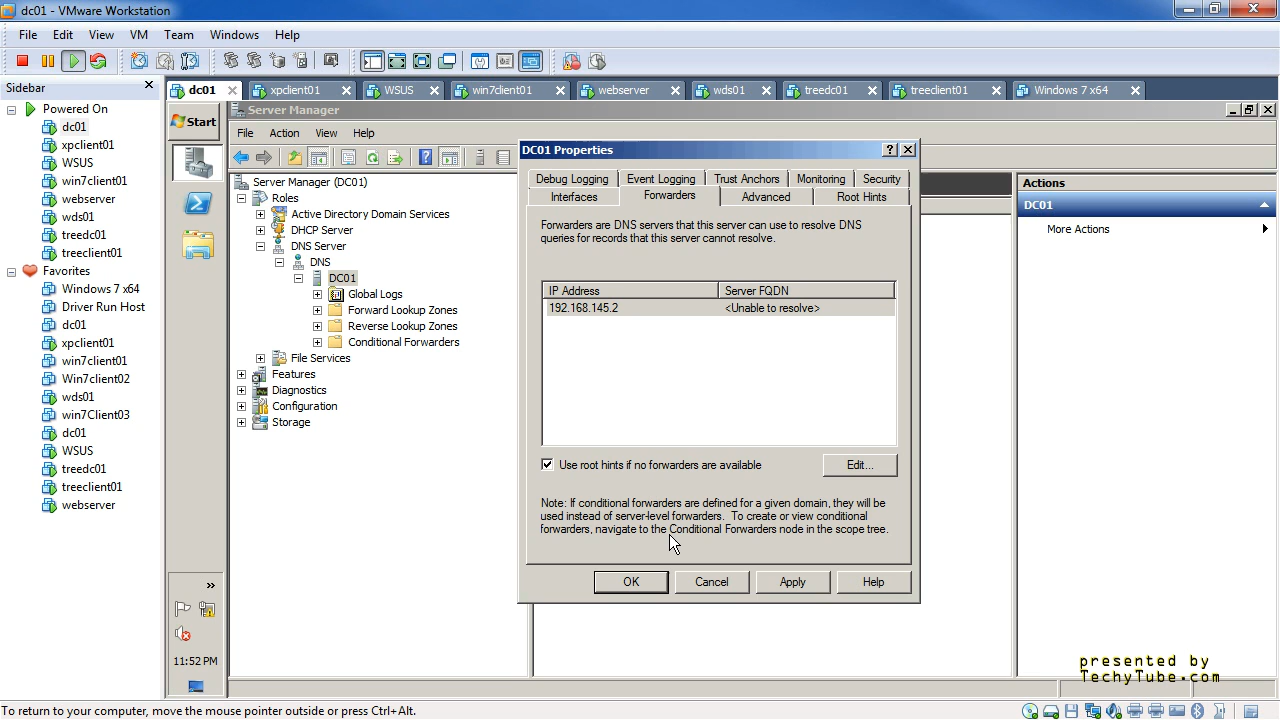 dc01 - VMware Workstation
File Edit View VM Team Windows Help
Sidebar
Powered On
dc01
xpclient01
WSUS
win7client01
webserver
wds01
treedc01
treeclient01
Favorites
Windows 7 x64
Driver Run Host
dc01
xpclient01
win7client01
Win7client02
wds01
win7Client03
dc01
WSUS
treedc01
treeclient01
webserver
dc01 xpclient01 WSUS win7client01 webserver wds01 treedc01 treeclient01 Windows 7 x64
Start
»
11:52 PM
Server Manager
File Action View Help
Server Manager (DC01)
Roles
Active Directory Domain Services
DHCP Server
DNS Server
DNS
DC01
Global Logs
Forward Lookup Zones
Reverse Lookup Zones
Conditional Forwarders
File Services
Features
Diagnostics
Configuration
Storage
DC01 Properties
Debug Logging Event Logging Trust Anchors Monitoring Security
Interfaces Forwarders Advanced Root Hints
Forwarders are DNS servers that this server can use to resolve DNS
queries for records that this server cannot resolve.
IP Address Server FQDN
192.168.145.2 <Unable to resolve>
Use root hints if no forwarders are available
Edit...
Note: If conditional forwarders are defined for a given domain, they will be
used instead of server-level forwarders. To create or view conditional
forwarders, navigate to the Conditional Forwarders node in the scope tree.
OK Cancel Apply Help
Actions
DC01
More Actions
presented by
TechyTube.com
To return to your computer, move the mouse pointer outside or press Ctrl+Alt.